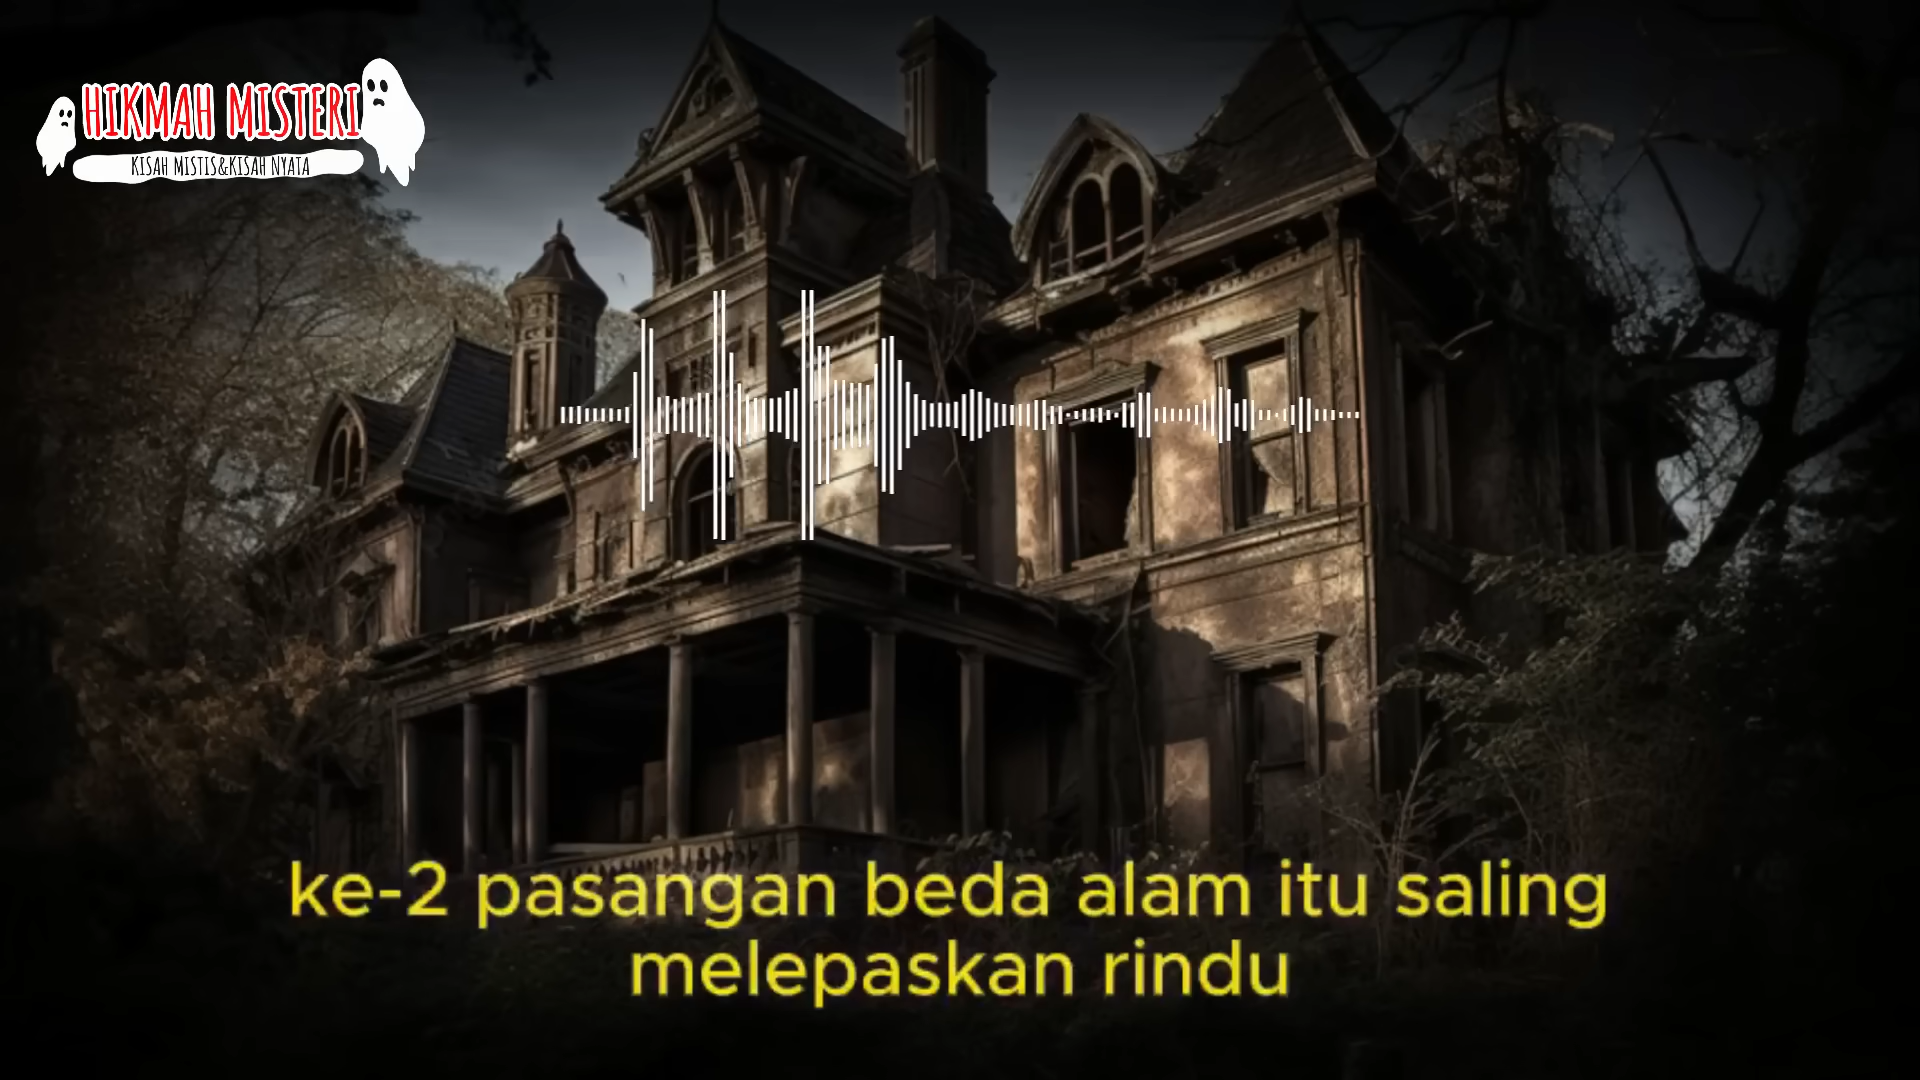 HIKMAH MISTERI
KISAH MISTIS&KISAH NYATA
ke-2 pasangan beda alam itu saling
melepaskan rindu